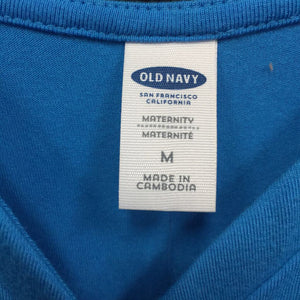 OLD NAVY
SAN FRANCISCO
CALIFORNIA
MATERNITY
MATERNITÉ
M
MADE IN
CAMBODIA